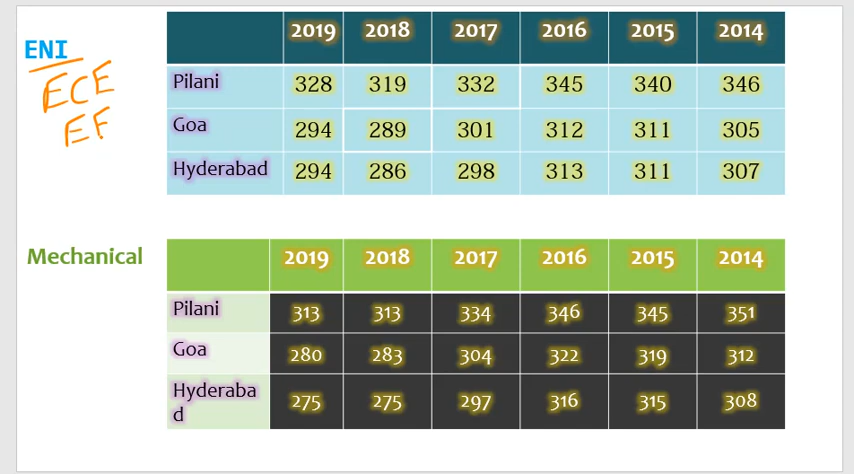 ENI
ECE
2019 2018 2017 2016 2015 2014
Pilani 328 319 332 345 340 346
Goa 294 289 301 312 311 305
Hyderabad 294 286 298 313 311 307
Mechanical
2019 2018 2017 2016 2015 2014
Pilani 313 313 334 346 345 351
Goa 280 283 304 322 319 312
Hyderaba
d 275 275 297 316 315 308